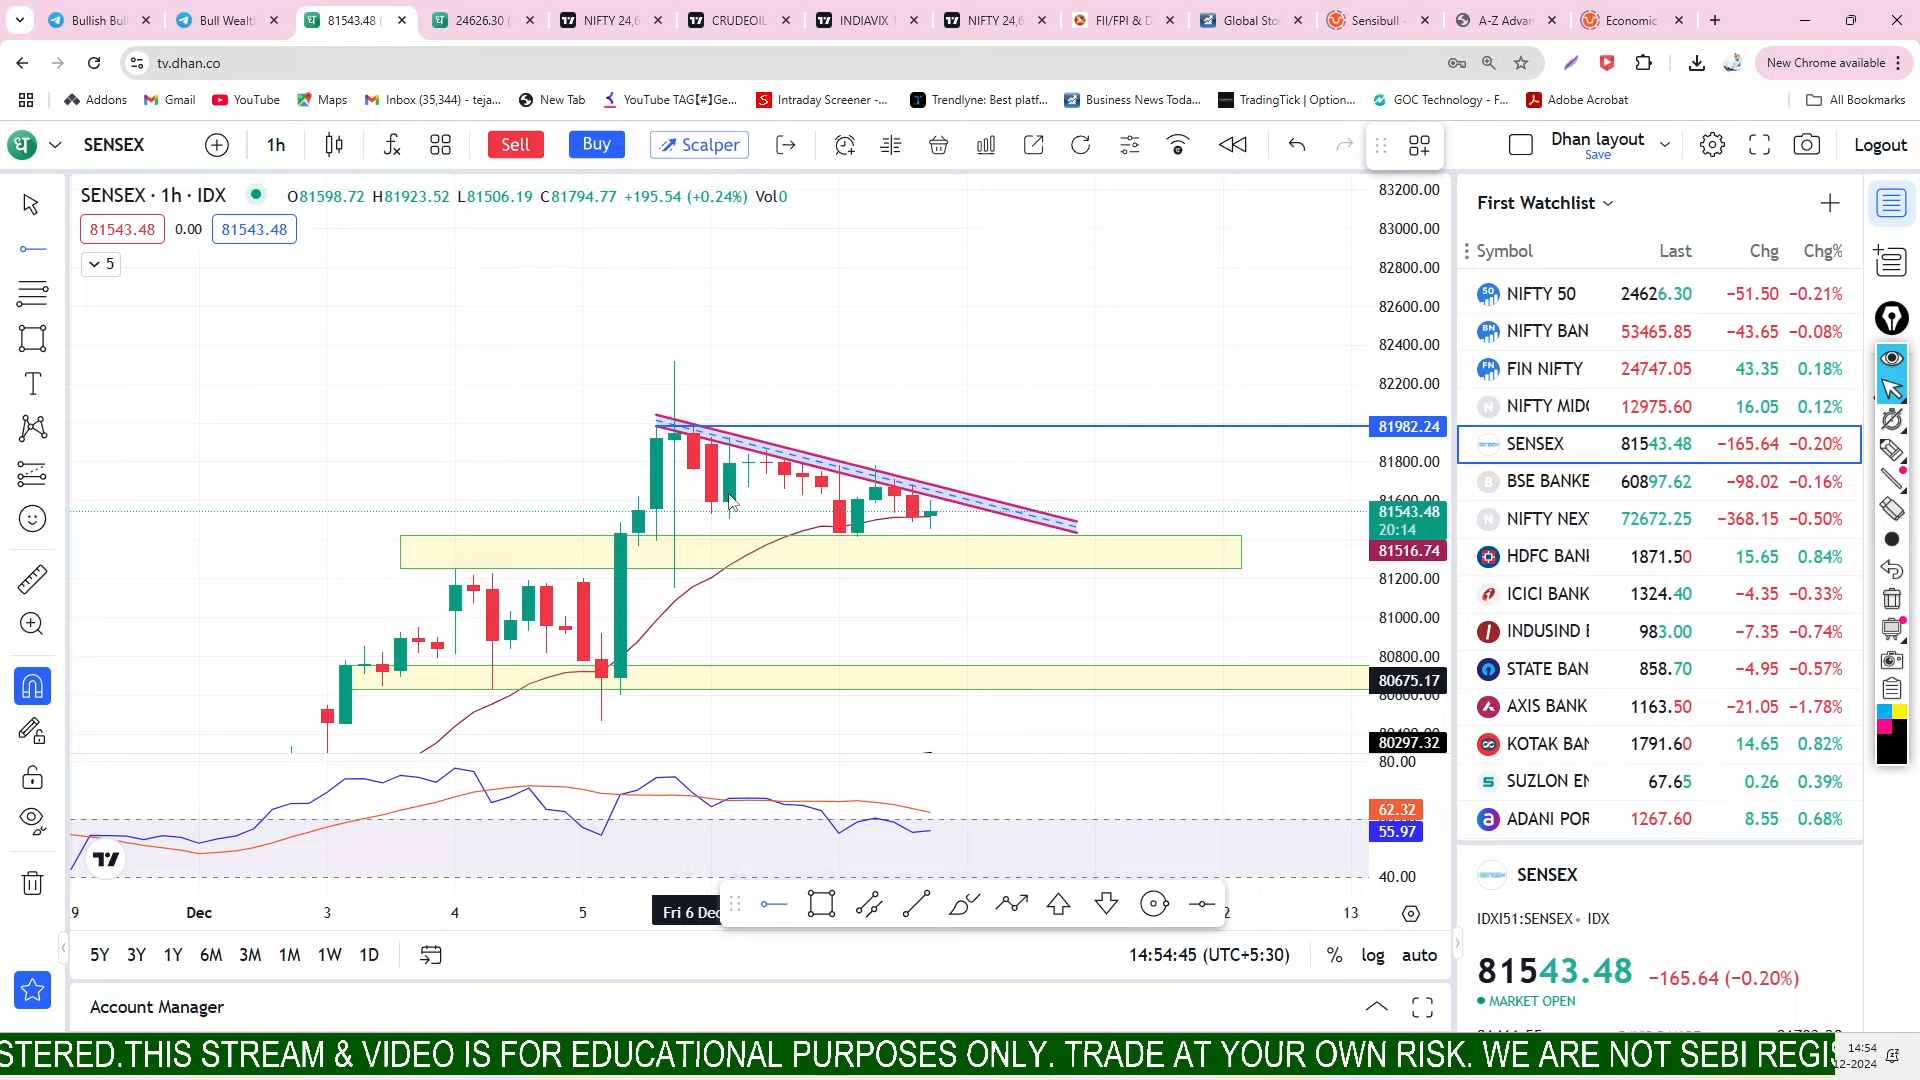 Bullish Bull
Bull Wealt
81543.48 (
24626.30 (
NIFTY 24,6
CRUDEOIL
INDIAVIX 1
NIFTY 24,6
FII/FPI & D
Global Sto
Sensibull -
A-Z Advan
Economic
tv.dhan.co
New Chrome available
Addons
Gmail
YouTube
Maps
Inbox (35,344) - teja...
New Tab
YouTube TAG【#】Ge...
Intraday Screener -...
Trendlyne: Best platf...
Business News Toda...
TradingTick | Option...
GOC Technology - F...
Adobe Acrobat
All Bookmarks
SENSEX
1h
Sell
Buy
Scalper
Dhan layout
Save
Logout
SENSEX · 1h · IDX
O81598.72 H81923.52 L81506.19 C81794.77 +195.54 (+0.24%) Vol0
81543.48 0.00 81543.48
5
83200.00
83000.00
82800.00
82600.00
82400.00
82200.00
81982.24
81800.00
81600.00
81543.48
20:14
81516.74
81200.00
81000.00
80800.00
80675.17
80600.00
80400.00
80297.32
80.00
62.32
55.97
40.00
Dec
3
4
5
Fri 6 Dec
13
5Y 3Y 1Y 6M 3M 1M 1W 1D
14:54:45 (UTC+5:30)
% log auto
Account Manager
First Watchlist
Symbol Last Chg Chg%
NIFTY 50 24626.30 −51.50 −0.21%
NIFTY BAN 53465.85 −43.65 −0.08%
FIN NIFTY 24747.05 43.35 0.18%
NIFTY MID 12975.60 16.05 0.12%
SENSEX 81543.48 −165.64 −0.20%
BSE BANKE 60897.62 −98.02 −0.16%
NIFTY NEX 72672.25 −368.15 −0.50%
HDFC BAN 1871.50 15.65 0.84%
ICICI BANK 1324.40 −4.35 −0.33%
INDUSIND 983.00 −7.35 −0.74%
STATE BAN 858.70 −4.95 −0.57%
AXIS BANK 1163.50 −21.05 −1.78%
KOTAK BA 1791.60 14.65 0.82%
SUZLON E 67.65 0.26 0.39%
ADANI POR 1267.60 8.55 0.68%
SENSEX
IDXI51:SENSEX • IDX
81543.48 −165.64 (−0.20%)
MARKET OPEN
STERED.THIS STREAM & VIDEO IS FOR EDUCATIONAL PURPOSES ONLY. TRADE AT YOUR OWN RISK. WE ARE NOT SEBI REGIS
14:54
12-2024